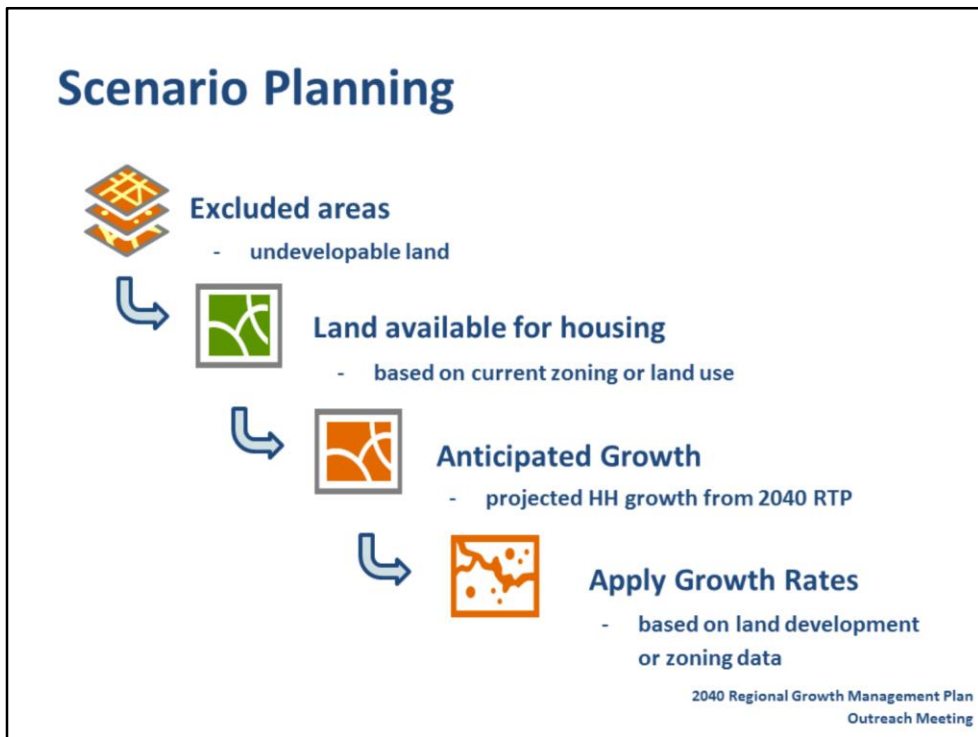 Scenario Planning
Excluded areas
- undevelopable land
Land available for housing
- based on current zoning or land use
Anticipated Growth
- projected HH growth from 2040 RTP
Apply Growth Rates
- based on land development
or zoning data
2040 Regional Growth Management Plan
Outreach Meeting